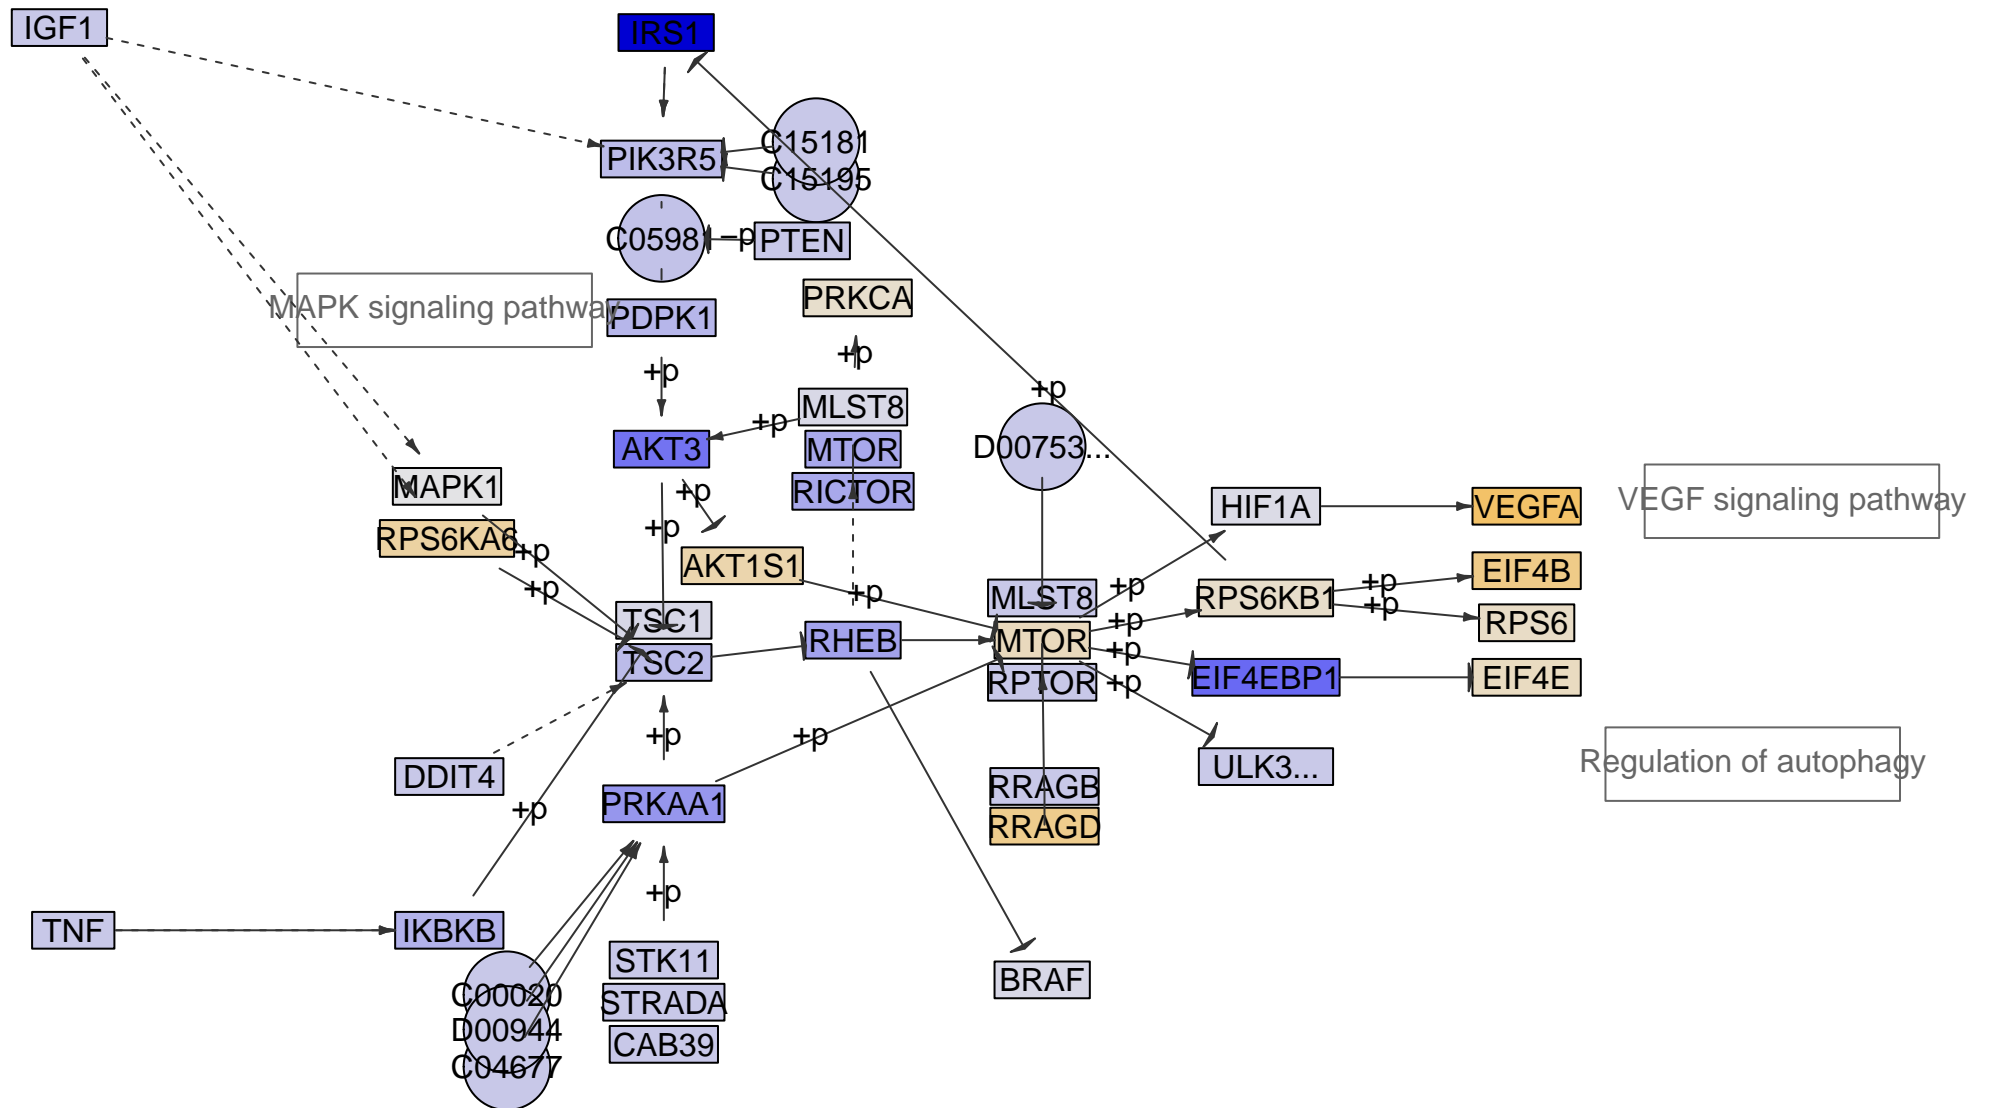 IGF1
IRS1
C15181
PIK3R5
C15195
C0598
-p
PTEN
PRKCA
MAPK signaling pathway
PDPK1
+p
+p
+p
MLST8
+p
AKT3
MTOR
D00753...
MAPK1
RICTOR
+p
VEGF signaling pathway
HIF1A
VEGFA
+p
RPS6KA6
+p
AKT1S1
EIF4B
+p
+p
+p
+p
MLST8
RPS6KB1
+p
TSC1
+p
RPS6
RHEB
MTOR
+p
TSC2
RPTOR
+p
EIF4EBP1
EIF4E
+p
+p
Regulation of autophagy
ULK3...
DDIT4
RRAGB
PRKAA1
+p
RRAGD
+p
TNF
IKBKB
STK11
BRAF
C00020
STRADA
D00944
CAB39
C04677